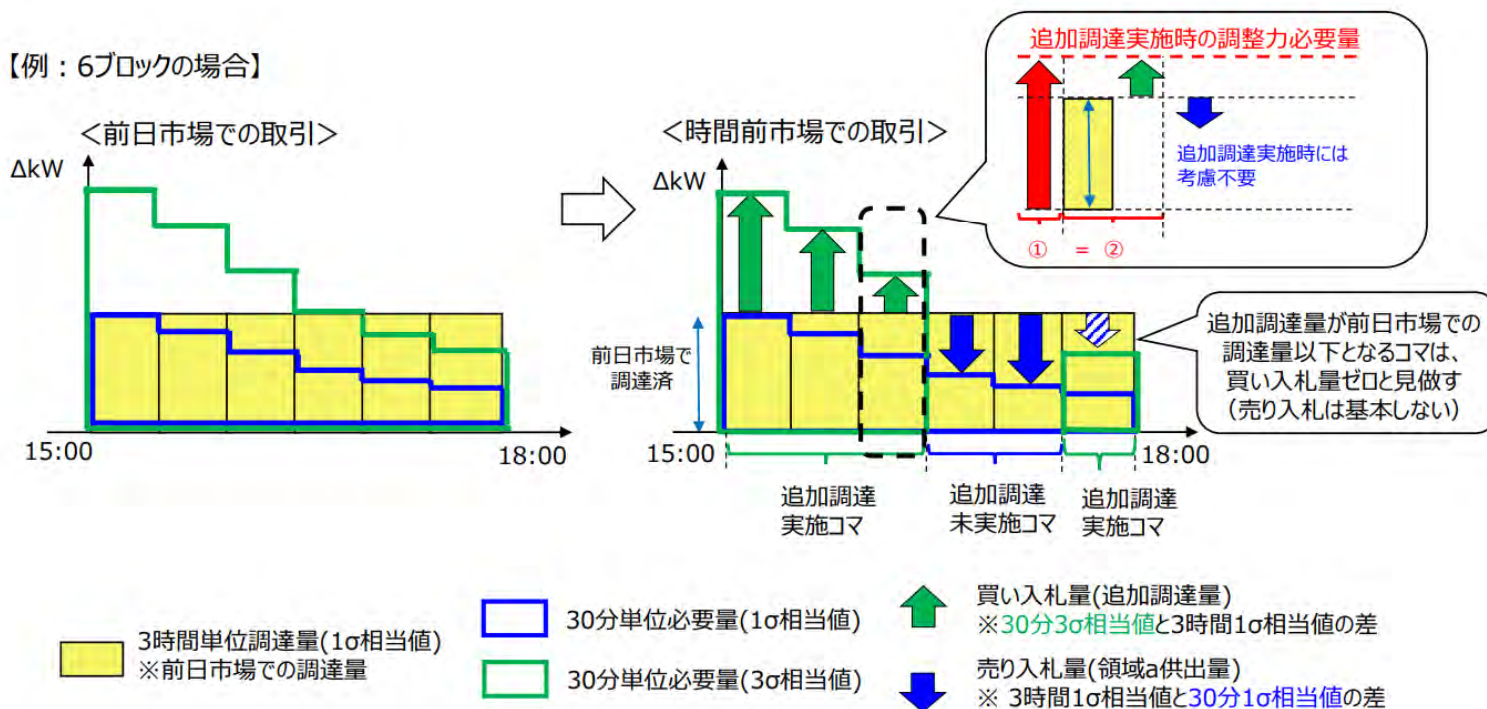 【例：6ブロックの場合】
＜前日市場での取引＞
ΔkW
15:00
18:00
＜時間前市場での取引＞
ΔkW
前日市場で
調達済
15:00
18:00
追加調達
実施コマ
追加調達
未実施コマ
追加調達
実施コマ
追加調達実施時の調整力必要量
追加調達実施時には
考慮不要
① = ②
追加調達量が前日市場での
調達量以下となるコマは、
買い入札量ゼロと見做す
（売り入札は基本しない）
3時間単位調達量(1σ相当値)
※前日市場での調達量
30分単位必要量(1σ相当値)
30分単位必要量(3σ相当値)
買い入札量(追加調達量)
※30分3σ相当値と3時間1σ相当値の差
売り入札量(領域a供出量)
※ 3時間1σ相当値と30分1σ相当値の差